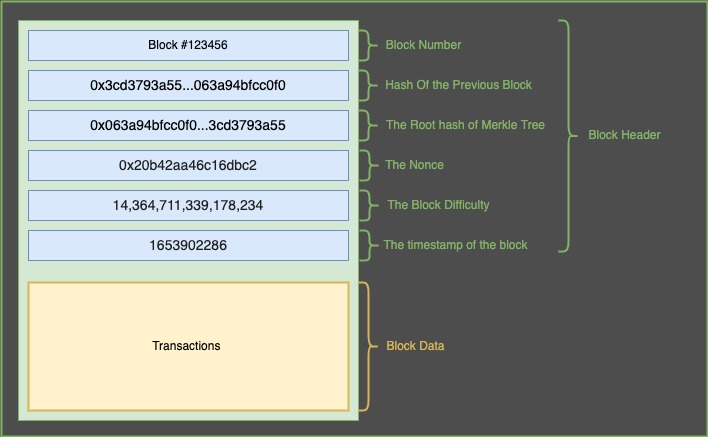 Block #123456
Block Number
0x3cd3793a55...063a94bfcc0f0
Hash Of the Previous Block
0x063a94bfcc0f0...3cd3793a55
The Root hash of Merkle Tree
Block Header
0x20b42aa46c16dbc2
The Nonce
14,364,711,339,178,234
The Block Difficulty
1653902286
The timestamp of the block
Transactions
Block Data